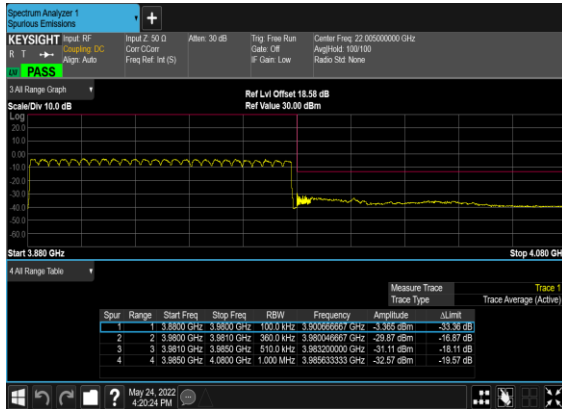 Spectrum Analyzer 1
Spurious Emissions
KEYSIGHT Input: RF Input Z: 50 Ω Atten: 30 dB Trig: Free Run Center Freq: 22.005000000 GHz
R T Coupling: DC Corr CCorr Gate: Off Avg|Hold: 100/100
Align: Auto Freq Ref: Int (S) IF Gain: Low Radio Std: None
LV PASS
3 All Range Graph
Ref Lvl Offset 18.58 dB
Scale/Div 10.0 dB Ref Value 30.00 dBm
Log
20.0
10.0
0.00
-10.0
-20.0
-30.0
-40.0
-50.0
-60.0
Start 3.880 GHz Stop 4.080 GH
4 All Range Table
Measure Trace Trace 1
Trace Type Trace Average (Active)
Spur Range Start Freq Stop Freq RBW Frequency Amplitude ΔLimit
1 1 3.8800 GHz 3.9800 GHz 100.0 kHz 3.900666667 GHz -3.365 dBm -33.36 dB
2 2 3.9800 GHz 3.9810 GHz 360.0 kHz 3.980046667 GHz -29.87 dBm -16.87 dB
3 3 3.9810 GHz 3.9850 GHz 510.0 kHz 3.983200000 GHz -31.11 dBm -18.11 dB
4 4 3.9850 GHz 4.0800 GHz 1.000 MHz 3.985633333 GHz -32.57 dBm -19.57 dB
May 24, 2022
4:20:24 PM